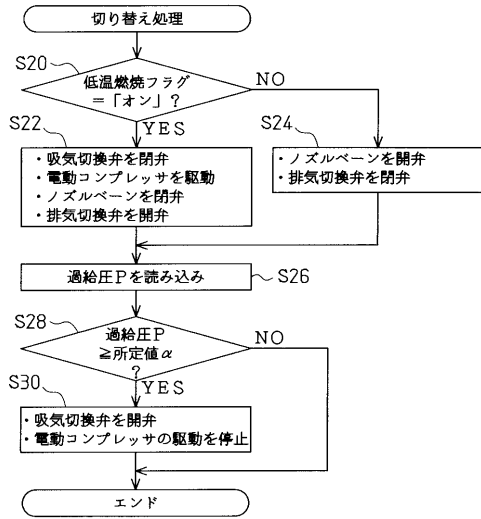 切り替え処理
S20
低温燃焼フラグ
=「オン」?
NO
YES
S22
・吸気切換弁を閉弁
・電動コンプレッサを駆動
・ノズルベーンを閉弁
・排気切換弁を開弁
S24
・ノズルベーンを開弁
・排気切換弁を閉弁
過給圧Pを読み込み
S26
S28
過給圧P
≧所定値α
?
NO
YES
S30
・吸気切換弁を開弁
・電動コンプレッサの駆動を停止
エンド